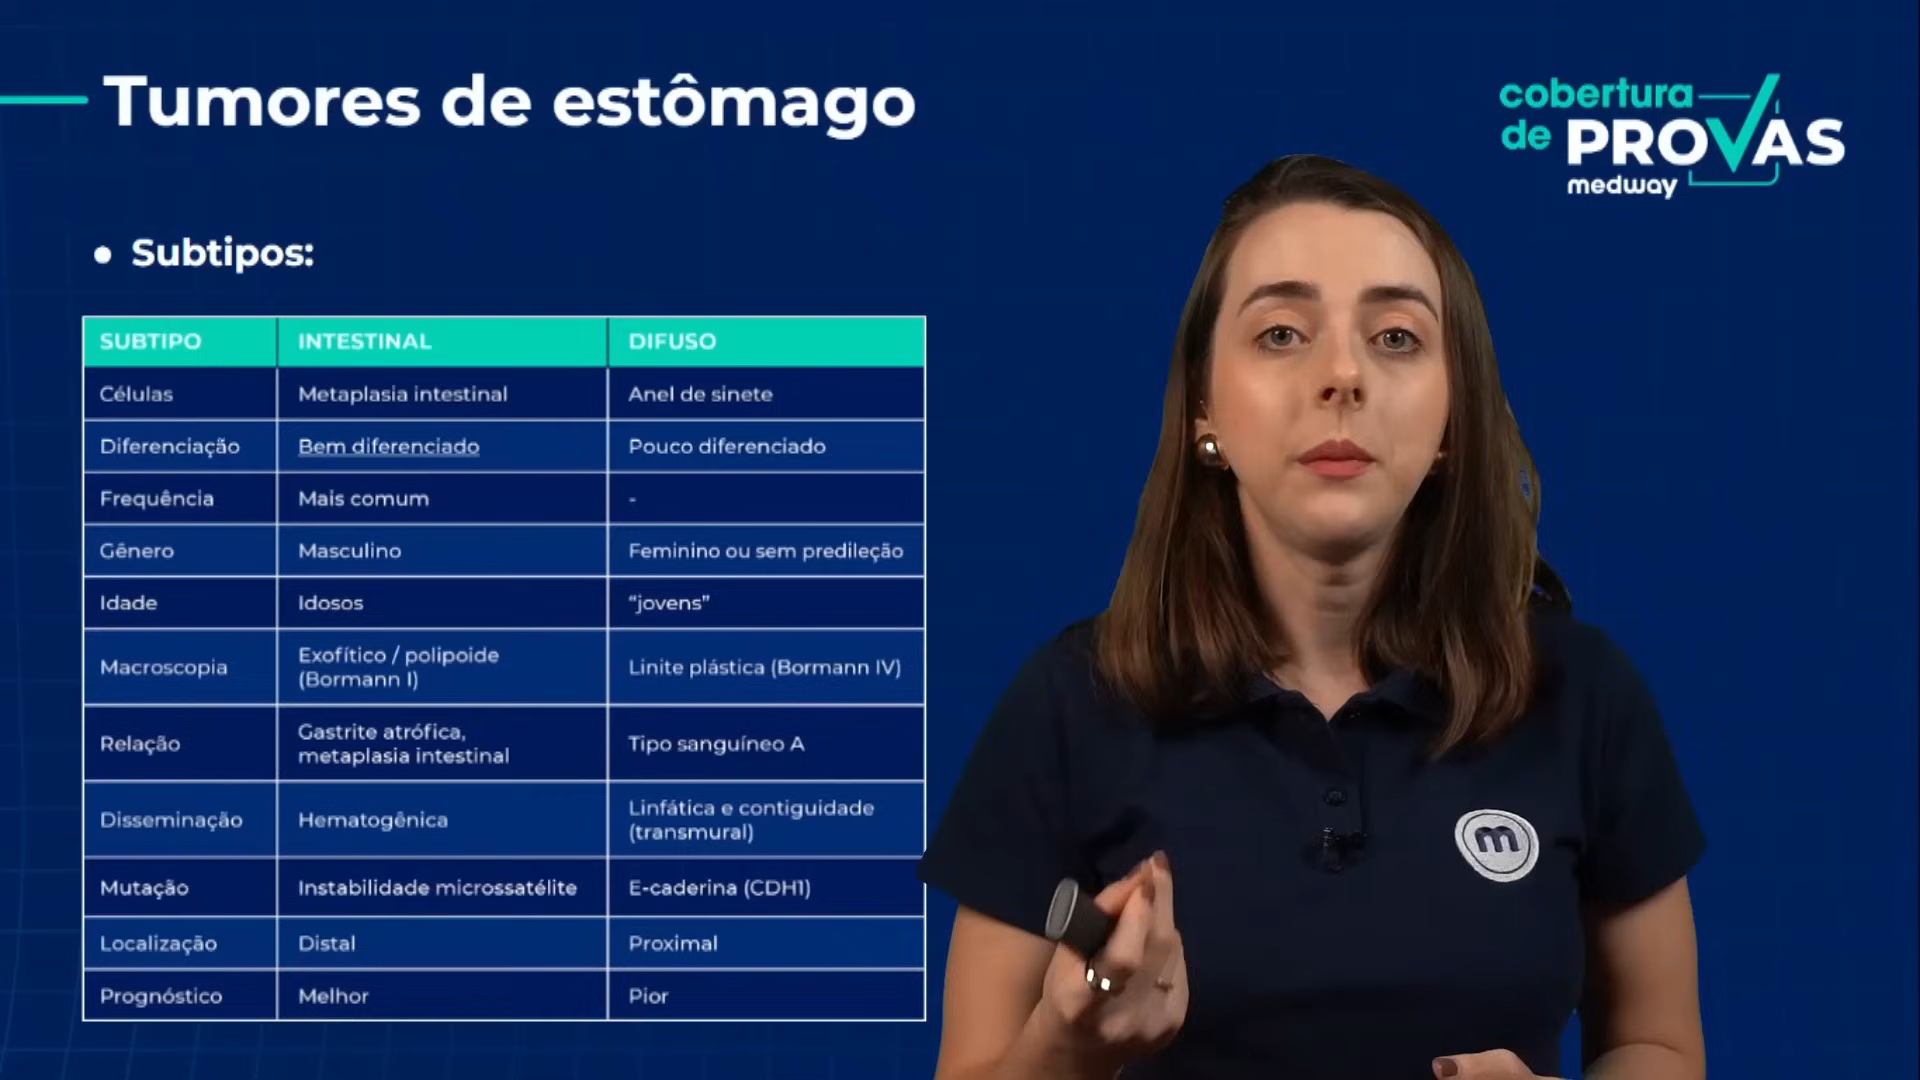 Tumores de estômago
cobertura
de PROVAS
medway
• Subtipos:
SUBTIPO INTESTINAL DIFUSO
Células Metaplasia intestinal Anel de sinete
Diferenciação Bem diferenciado Pouco diferenciado
Frequência Mais comum -
Gênero Masculino Feminino ou sem predileção
Idade Idosos “jovens”
Macroscopia Exofítico / polipoide
(Bormann I) Linite plástica (Bormann IV)
Relação Gastrite atrófica,
metaplasia intestinal Tipo sanguíneo A
Disseminação Hematogênica Linfática e contiguidade
(transmural)
Mutação Instabilidade microssatélite E-caderina (CDH1)
Localização Distal Proximal
Prognóstico Melhor Pior
m